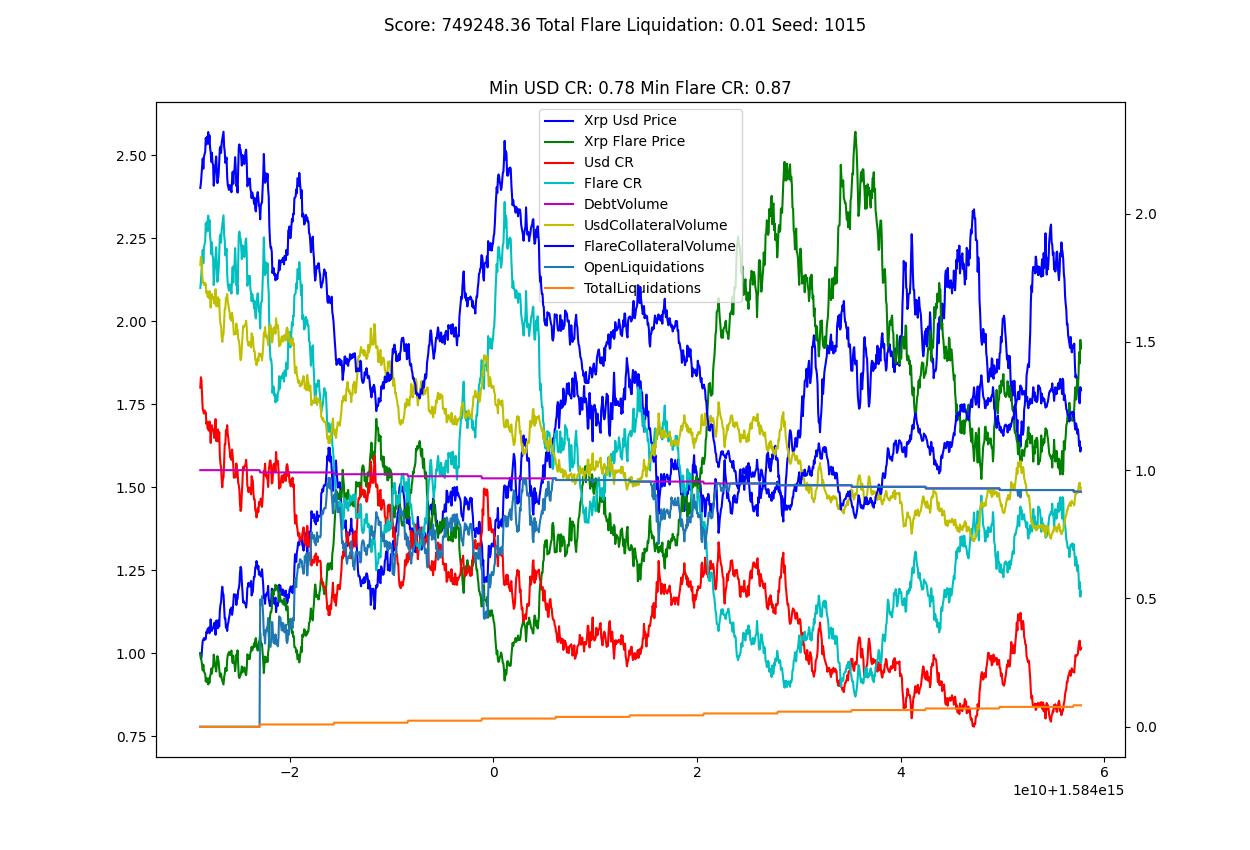 Score: 749248.36 Total Flare Liquidation: 0.01 Seed: 1015
Min USD CR: 0.78 Min Flare CR: 0.87
Xrp Usd Price
Xrp Flare Price
Usd CR
Flare CR
DebtVolume
UsdCollateralVolume
FlareCollateralVolume
OpenLiquidations
TotalLiquidations
2.50
2.25
2.00
1.75
1.50
1.25
1.00
0.75
2.0
1.5
1.0
0.5
0.0
−2 0 2 4 6
1e10+1.584e15